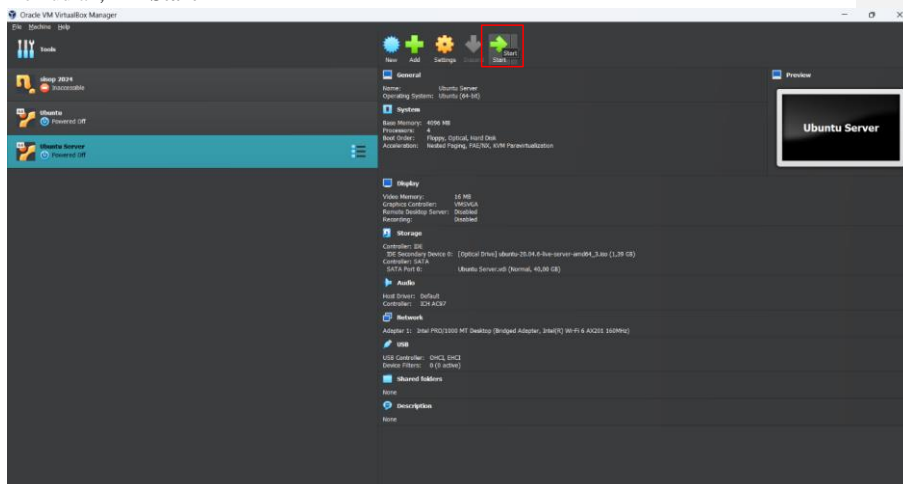 Oracle VM VirtualBox Manager
File Machine Help
Tools
New Add Settings Start
Start
Inaccessible
Ubuntu
Powered Off
Ubuntu Server
Powered Off
General
Name: Ubuntu Server
Operating System: Ubuntu (64-bit)
System
Base Memory: 4096 MB
Processors: 4
Boot Order: Floppy, Optical, Hard Disk
Acceleration: Nested Paging, PAE/NX, KVM Paravirtualization
Preview
Ubuntu Server
Display
Video Memory: 16 MB
Graphics Controller: VMSVGA
Remote Desktop Server: Disabled
Recording: Disabled
Storage
Controller: IDE
IDE Secondary Device 0: [Optical Drive] ubuntu-20.04.6-live-server-amd64_3.iso (1,39 GB)
Controller: SATA
SATA Port 0: Ubuntu Server.vdi (Normal, 40,00 GB)
Audio
Host Driver: Default
Controller: ICH AC97
Network
Adapter 1: Intel PRO/1000 MT Desktop (Bridged Adapter, Intel(R) Wi-Fi 6 AX201 160MHz)
USB
USB Controller: OHCI, EHCI
Device Filters: 0 (0 active)
Shared folders
None
Description
None